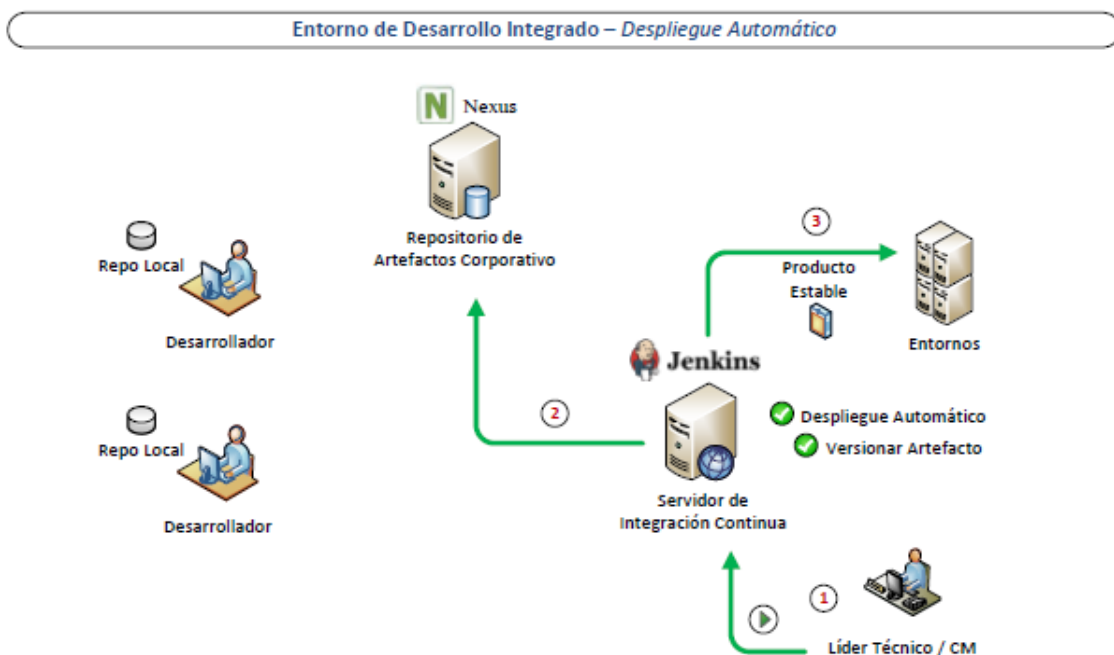 Entorno de Desarrollo Integrado – Despliegue Automático
N Nexus
Repositorio de
Artefactos Corporativo
Repo Local
Desarrollador
3
Producto
Estable
Entornos
Jenkins
2
Despliegue Automático
Versionar Artefacto
Repo Local
Desarrollador
Servidor de
Integración Continua
1
Líder Técnico / CM